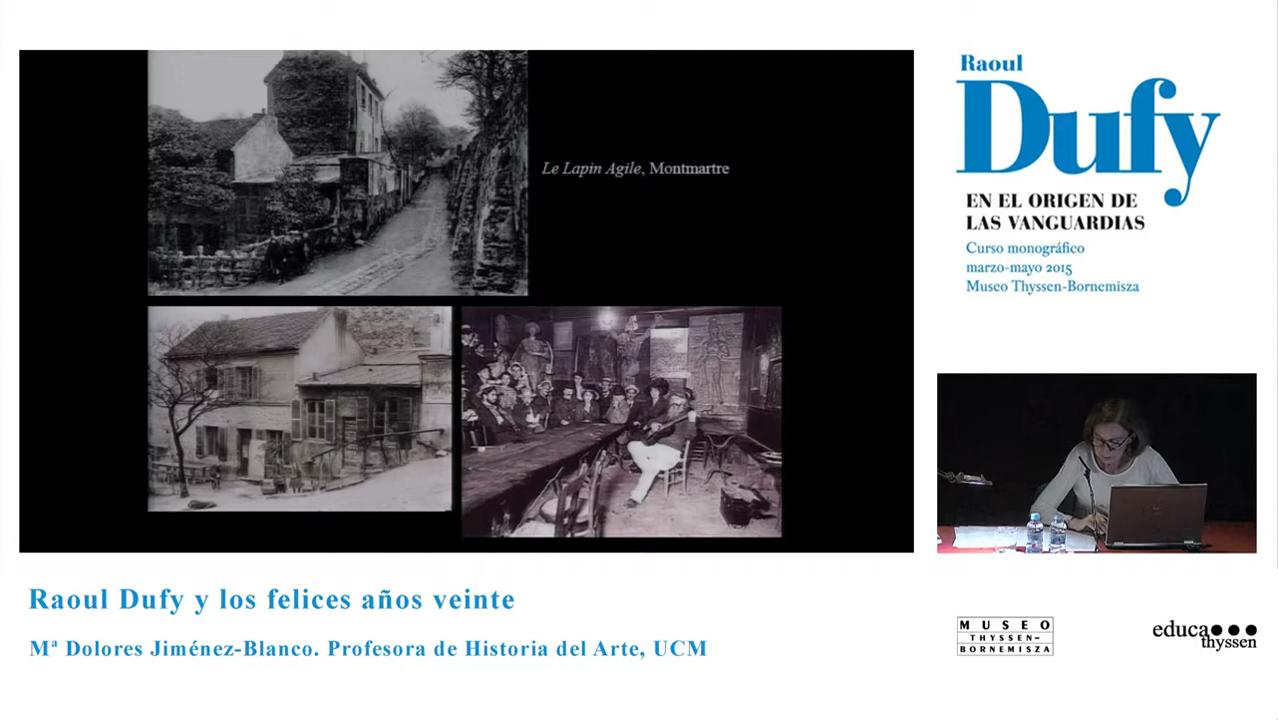 Le Lapin Agile, Montmartre
Raoul
Dufy
EN EL ORIGEN DE
LAS VANGUARDIAS
Curso monográfico
marzo-mayo 2015
Museo Thyssen-Bornemisza
Raoul Dufy y los felices años veinte
Mª Dolores Jiménez-Blanco. Profesora de Historia del Arte, UCM
MUSEO
THYSSEN-
BORNEMISZA
educa
thyssen